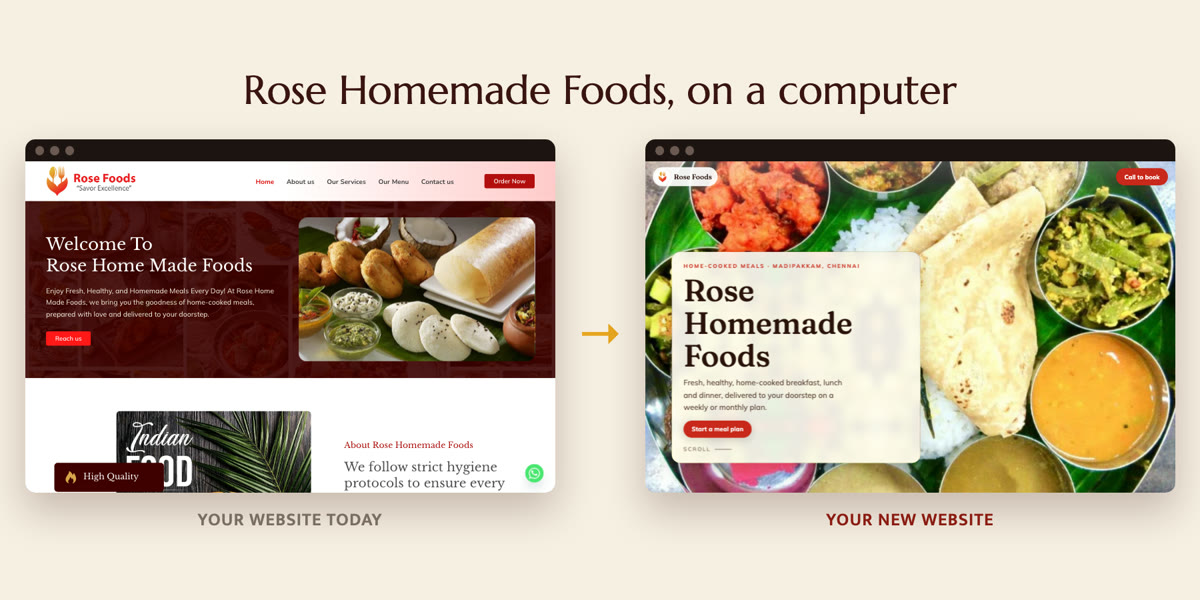 Rose Homemade Foods, on a computer
Rose Foods
"Savor Excellence"
Home About us Our Services Our Menu Contact us Order Now
Welcome To
Rose Home Made Foods
Enjoy Fresh, Healthy, and Homemade Meals Every Day! At Rose Home
Made Foods, we bring you the goodness of home-cooked meals,
prepared with love and delivered to your doorstep.
Reach us
Indian
FOOD
High Quality
About Rose Homemade Foods
We follow strict hygiene
protocols to ensure every
YOUR WEBSITE TODAY
Rose Foods
Call to book
HOME-COOKED MEALS · MADIPAKKAM, CHENNAI
Rose
Homemade
Foods
Fresh, healthy, home-cooked breakfast, lunch
and dinner, delivered to your doorstep on a
weekly or monthly plan.
Start a meal plan
SCROLL
YOUR NEW WEBSITE